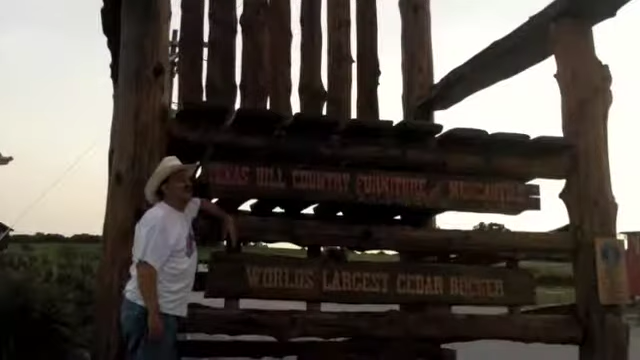 TEXAS HILL COUNTRY FURNITURE & MERCANTILE
WORLDS LARGEST CEDAR ROCKER